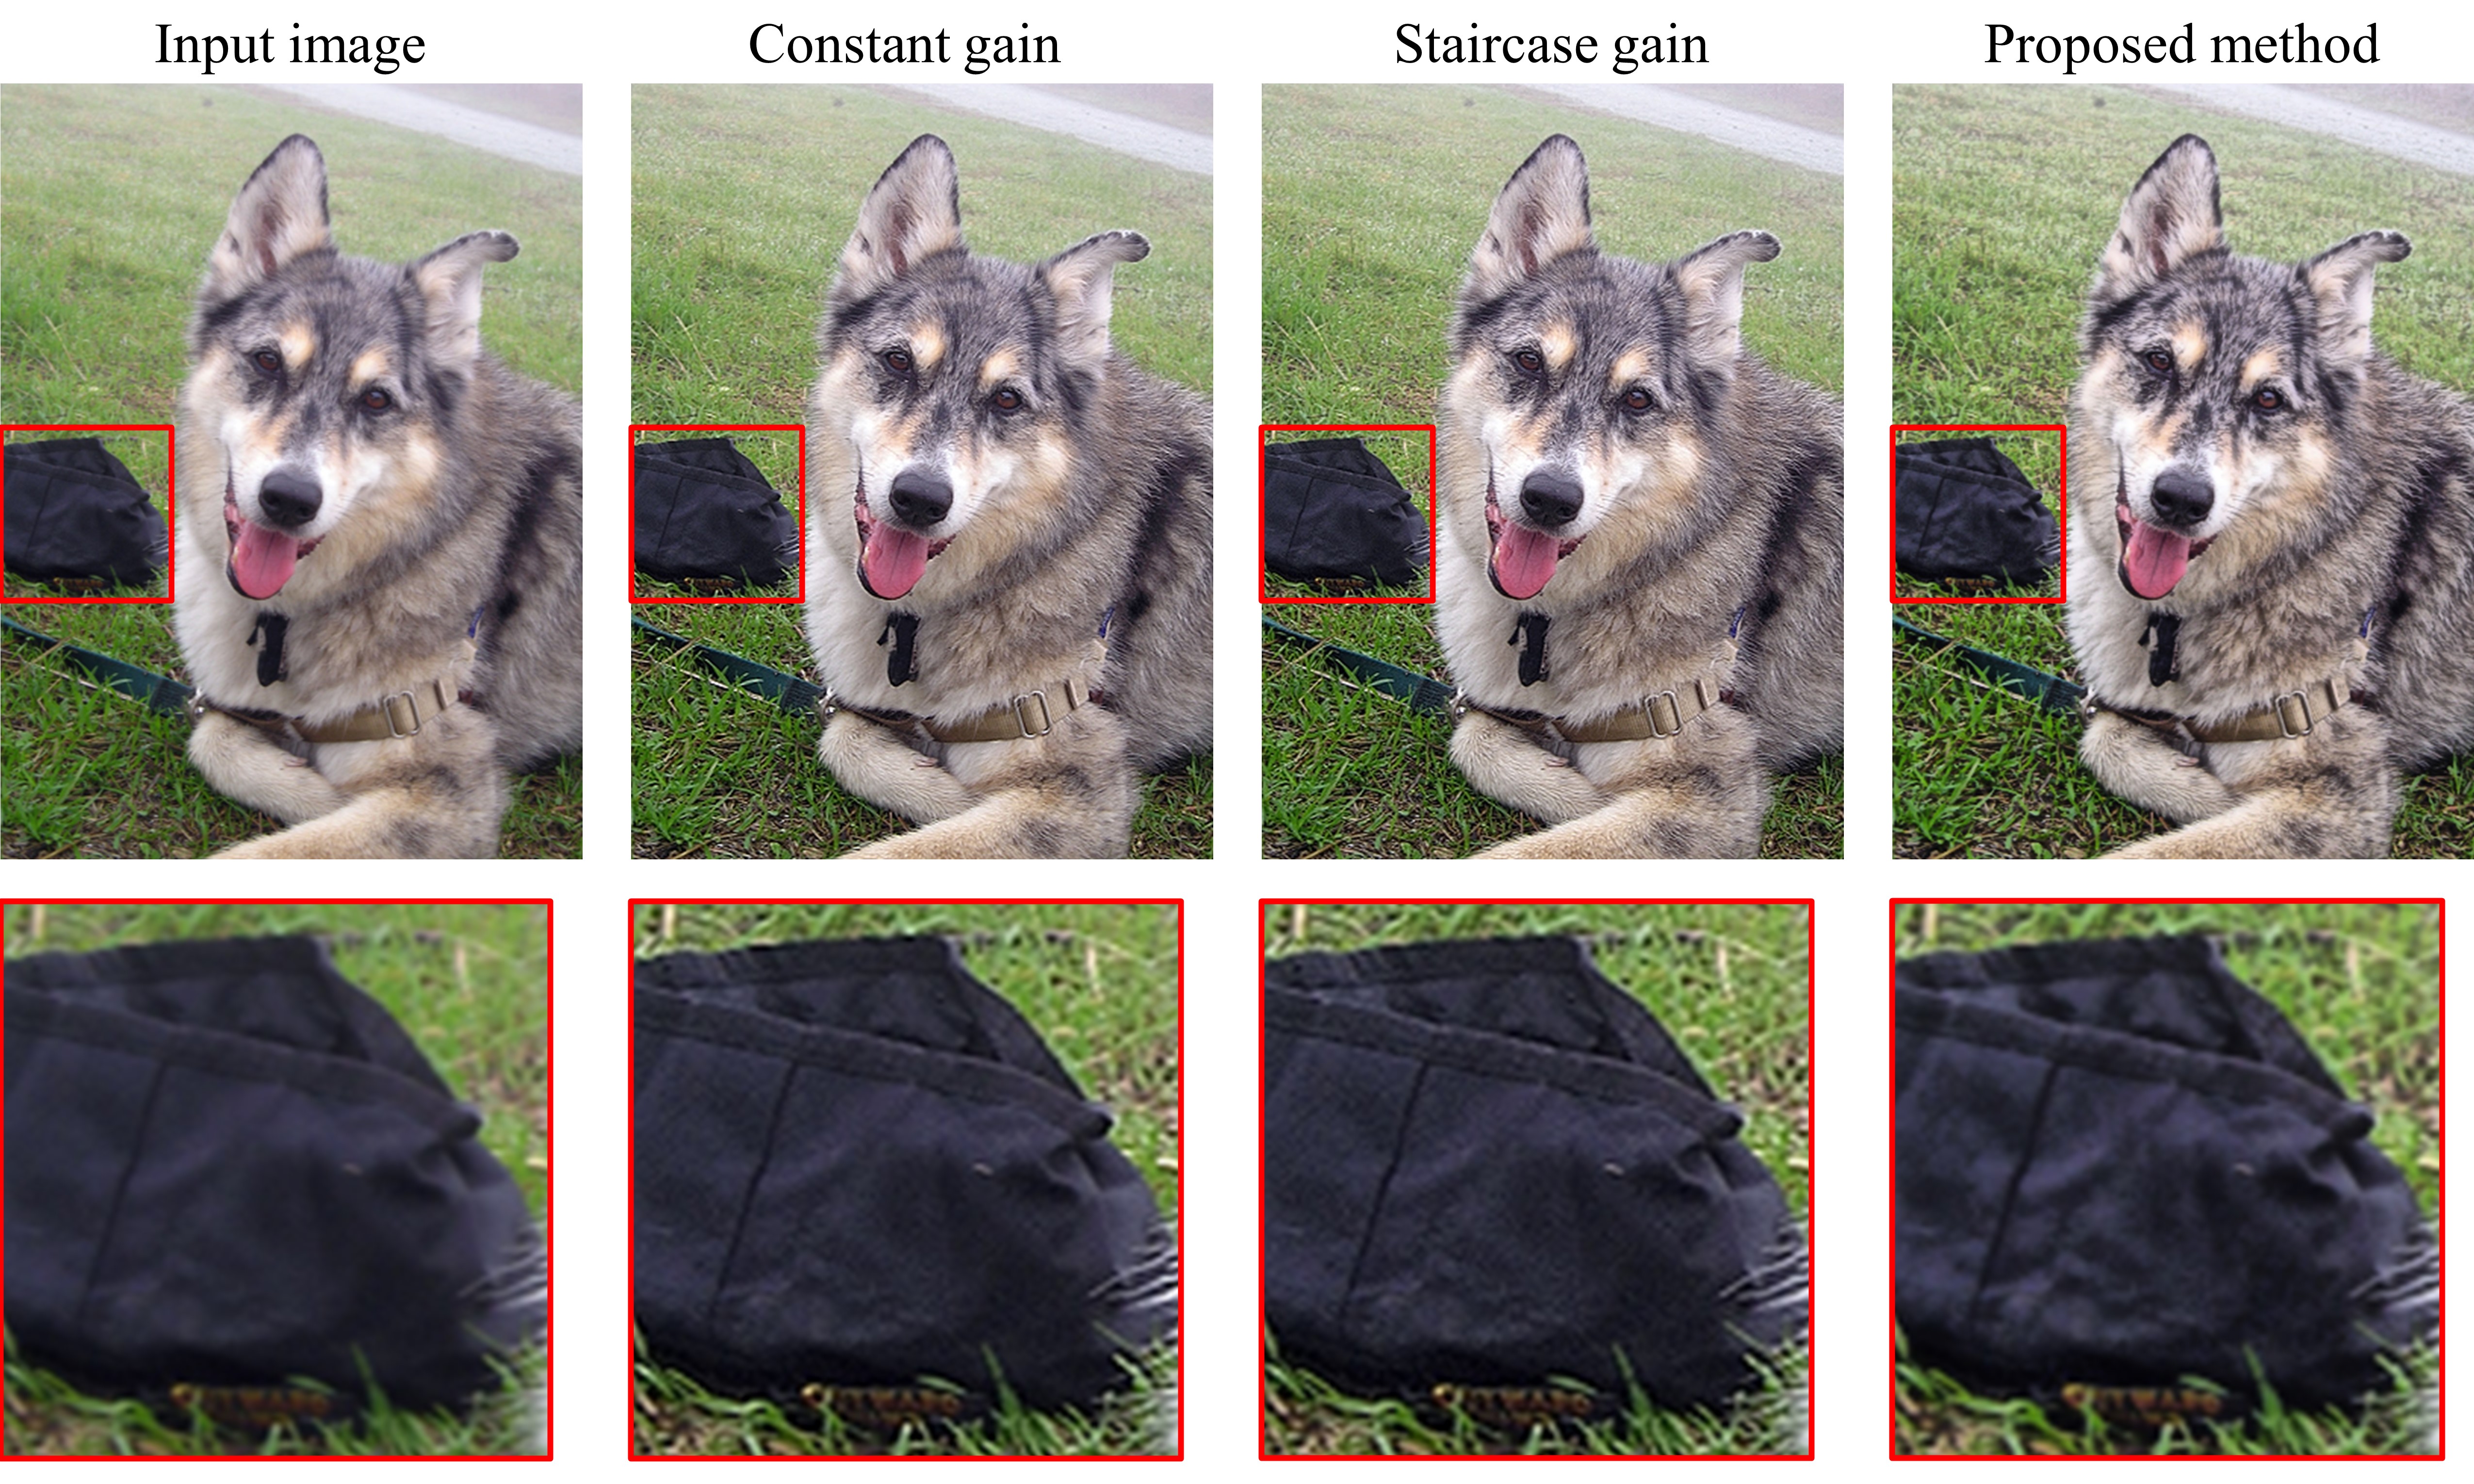 Input image
Constant gain
Staircase gain
Proposed method